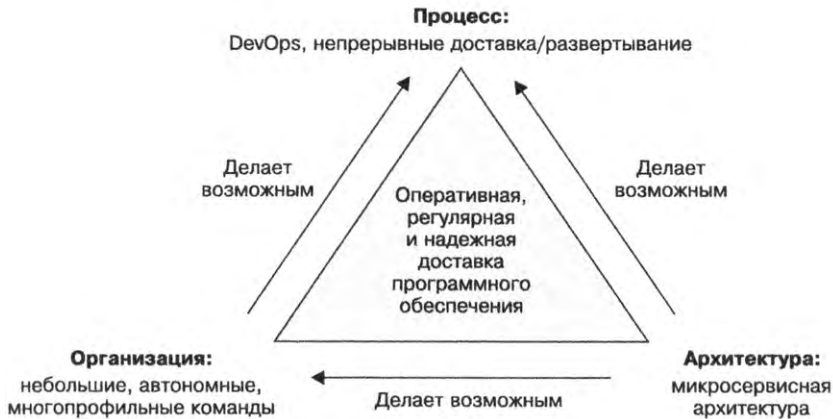 Процесс:
DevOps, непрерывные доставка/развертывание
Делает
возможным
Делает
возможным
Оперативная,
регулярная
и надежная
доставка
программного
обеспечения
Организация:
небольшие, автономные,
многопрофильные команды
Делает возможным
Архитектура:
микросервисная
архитектура